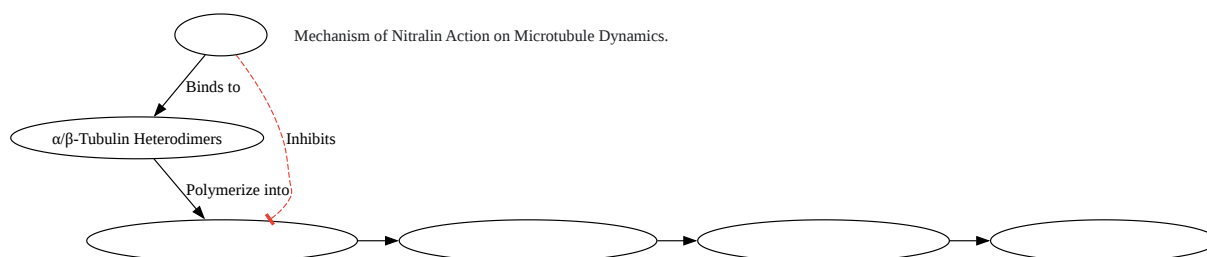 Mechanism of Nitralin Action on Microtubule Dynamics.
Binds to
α/β-Tubulin Heterodimers
Inhibits
Polymerize into